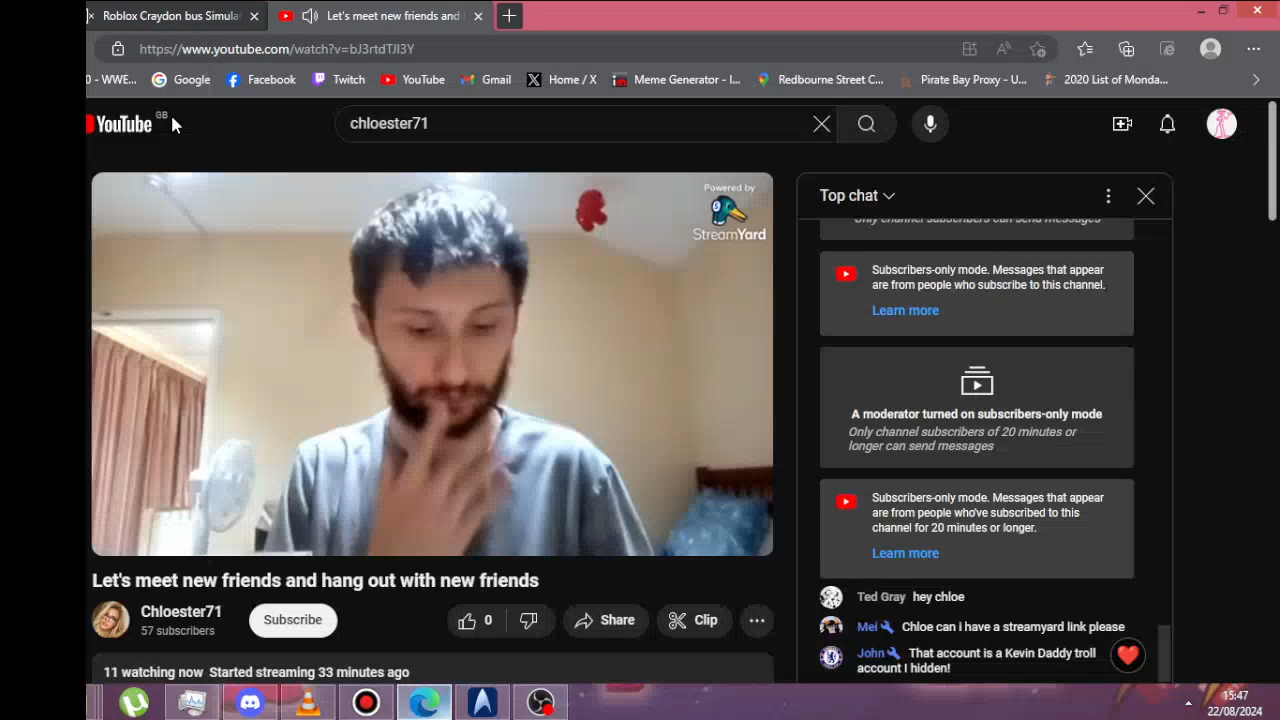 Roblox Craydon bus Simula
Let's meet new friends and
https://www.youtube.com/watch?v=bJ3rtdTJI3Y
0 - WWE...
Google
Facebook
Twitch
YouTube
Gmail
Home / X
Meme Generator - I...
Redbourne Street C...
Pirate Bay Proxy - U...
2020 List of Monda...
YouTube GB
chloester71
Powered by
StreamYard
Top chat
Only channel subscribers can send messages
Subscribers-only mode. Messages that appear
are from people who subscribe to this channel.
Learn more
A moderator turned on subscribers-only mode
Only channel subscribers of 20 minutes or
longer can send messages
Subscribers-only mode. Messages that appear
are from people who've subscribed to this
channel for 20 minutes or longer.
Learn more
Ted Gray hey chloe
Mei Chloe can i have a streamyard link please
John That account is a Kevin Daddy troll
account I hidden!
Let's meet new friends and hang out with new friends
Chloester71
57 subscribers
Subscribe
0
Share
Clip
11 watching now Started streaming 33 minutes ago
15:47
22/08/2024